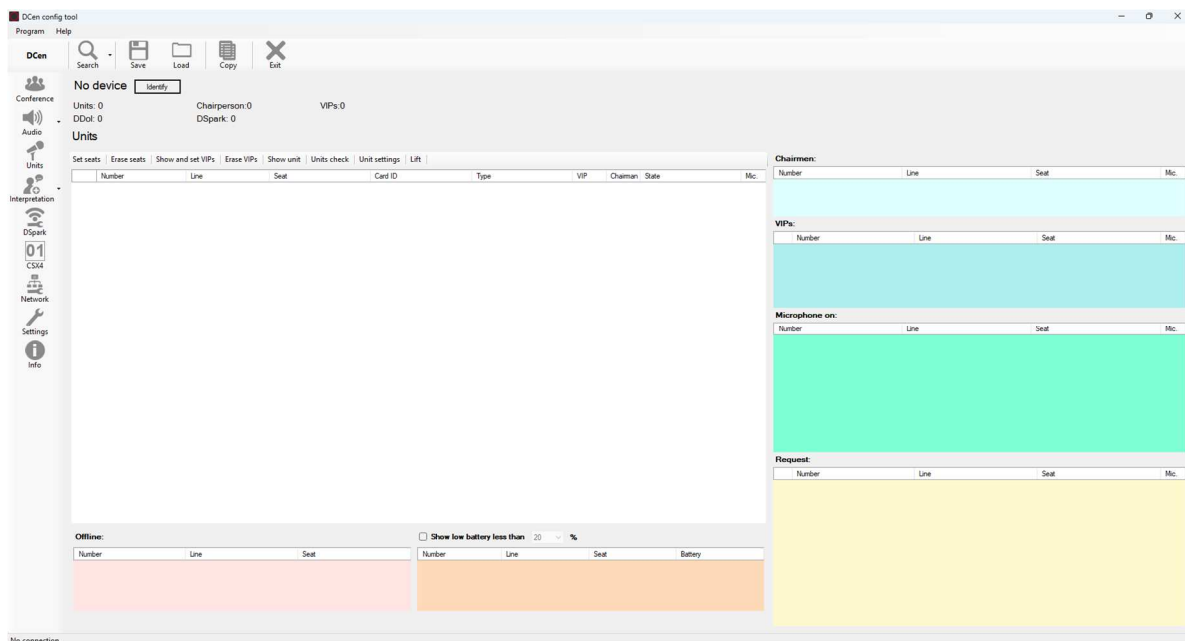 DCen config tool
Program Help
DCen
Search Save Load Copy Exit
Conference
Audio
Units
Interpretation
DSpark
01
CSX4
Network
Settings
Info
No device Identify
Units: 0 Chairperson:0 VIPs:0
DDol: 0 DSpark: 0
Units
Set seats Erase seats Show and set VIPs Erase VIPs Show unit Units check Unit settings Lift
Number Line Seat Card ID Type VIP Chairman State Mic.
Chairmen:
Number Line Seat Mic.
VIPs:
Number Line Seat Mic.
Microphone on:
Number Line Seat Mic.
Request:
Number Line Seat Mic.
Offline:
Number Line Seat
Show low battery less than 20 %
Number Line Seat Battery
No connection